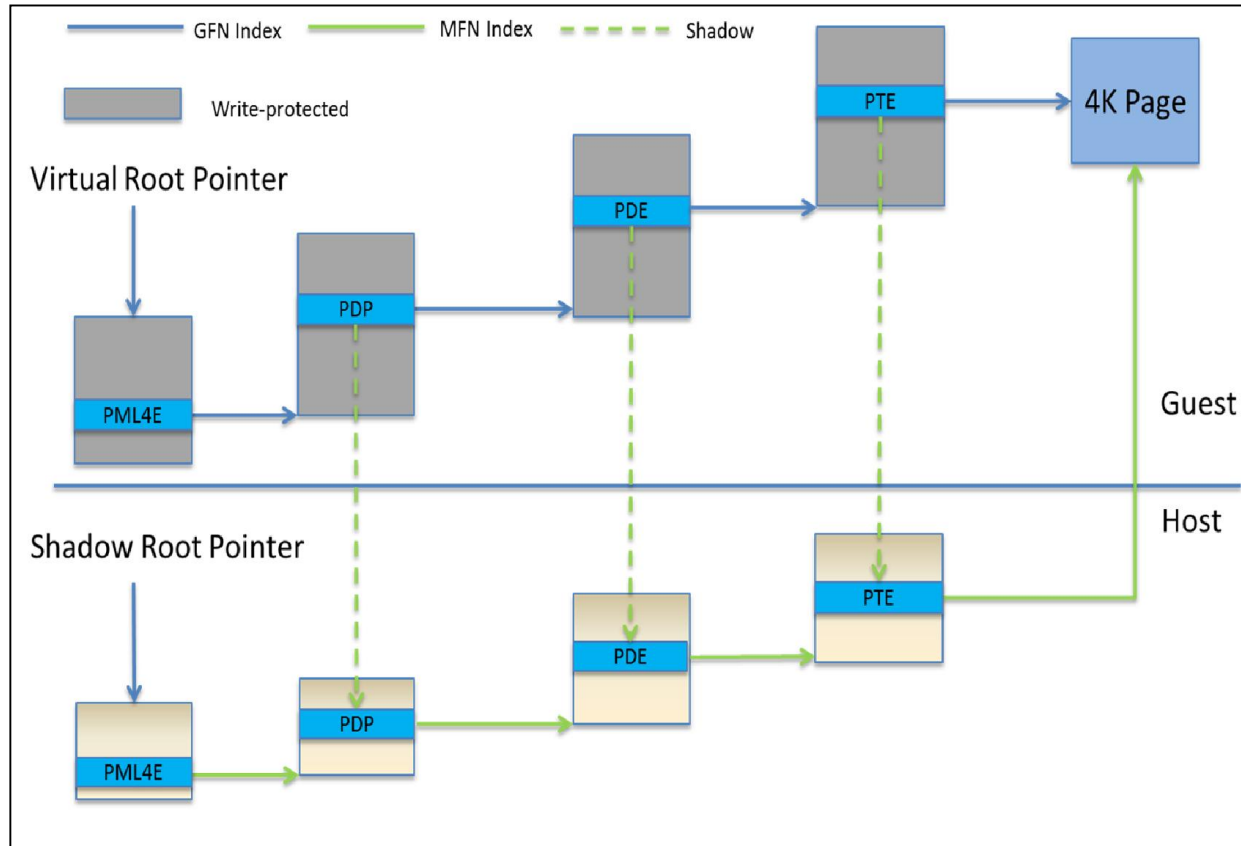 GFN Index
MFN Index
Shadow
Write-protected
PTE
4K Page
Virtual Root Pointer
PDE
PDP
PML4E
Guest
Host
Shadow Root Pointer
PTE
PDE
PDP
PML4E